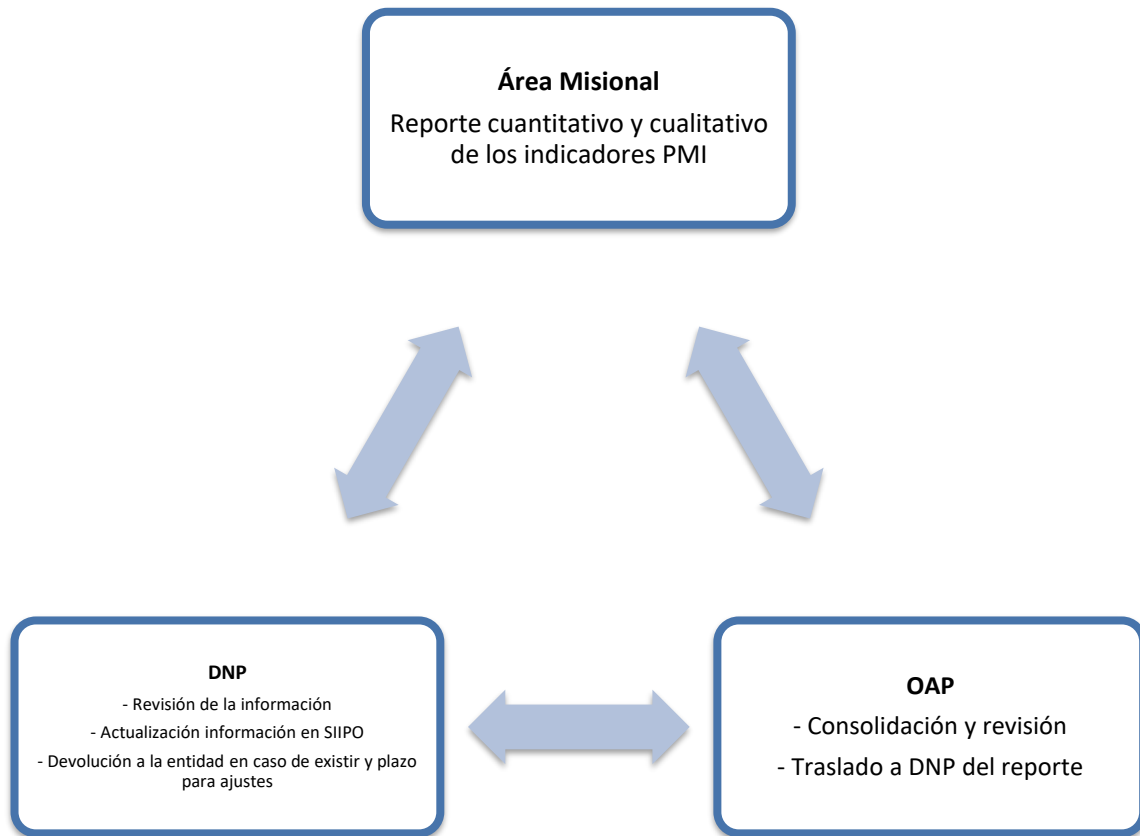 Área Misional
Reporte cuantitativo y cualitativo
de los indicadores PMI
DNP
- Revisión de la información
- Actualización información en SIIPO
- Devolución a la entidad en caso de existir y plazo
para ajustes
OAP
- Consolidación y revisión
- Traslado a DNP del reporte